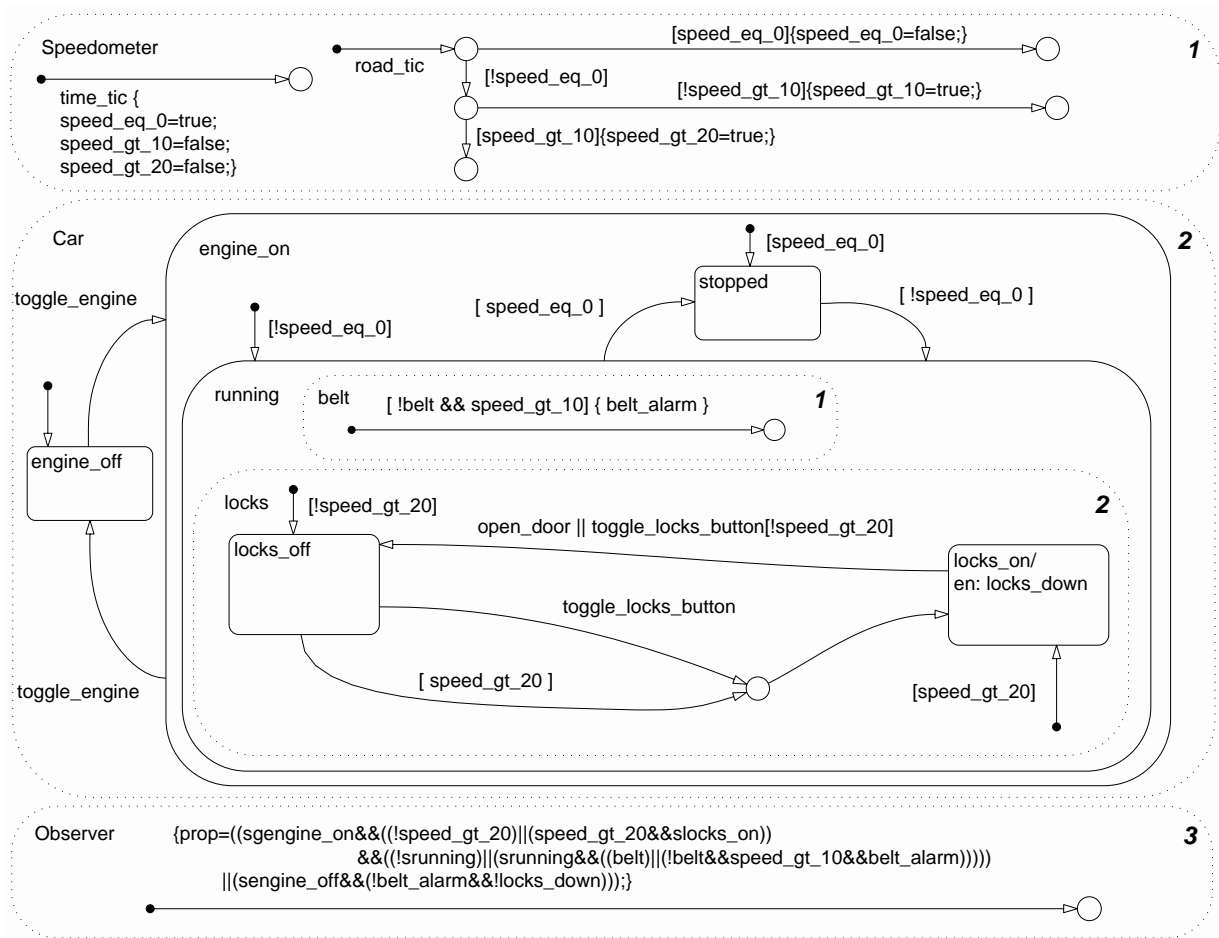 Speedometer
[speed_eq_0]{speed_eq_0=false;}
1
road_tic
[!speed_eq_0]
time_tic {
speed_eq_0=true;
speed_gt_10=false;
speed_gt_20=false;}
[!speed_gt_10]{speed_gt_10=true;}
[speed_gt_10]{speed_gt_20=true;}
Car
2
engine_on
[speed_eq_0]
stopped
toggle_engine
[ speed_eq_0 ]
[ !speed_eq_0 ]
[!speed_eq_0]
running
belt
[ !belt && speed_gt_10] { belt_alarm }
1
engine_off
locks
[!speed_gt_20]
2
open_door || toggle_locks_button[!speed_gt_20]
locks_off
locks_on/
en: locks_down
toggle_locks_button
[ speed_gt_20 ]
[speed_gt_20]
toggle_engine
Observer
{prop=((sgengine_on&&((!speed_gt_20)||(speed_gt_20&&slocks_on))
&&((!srunning)||(srunning&&((belt)||(!belt&&speed_gt_10&&belt_alarm)))))
||(sengine_off&&(!belt_alarm&&!locks_down)));}
3